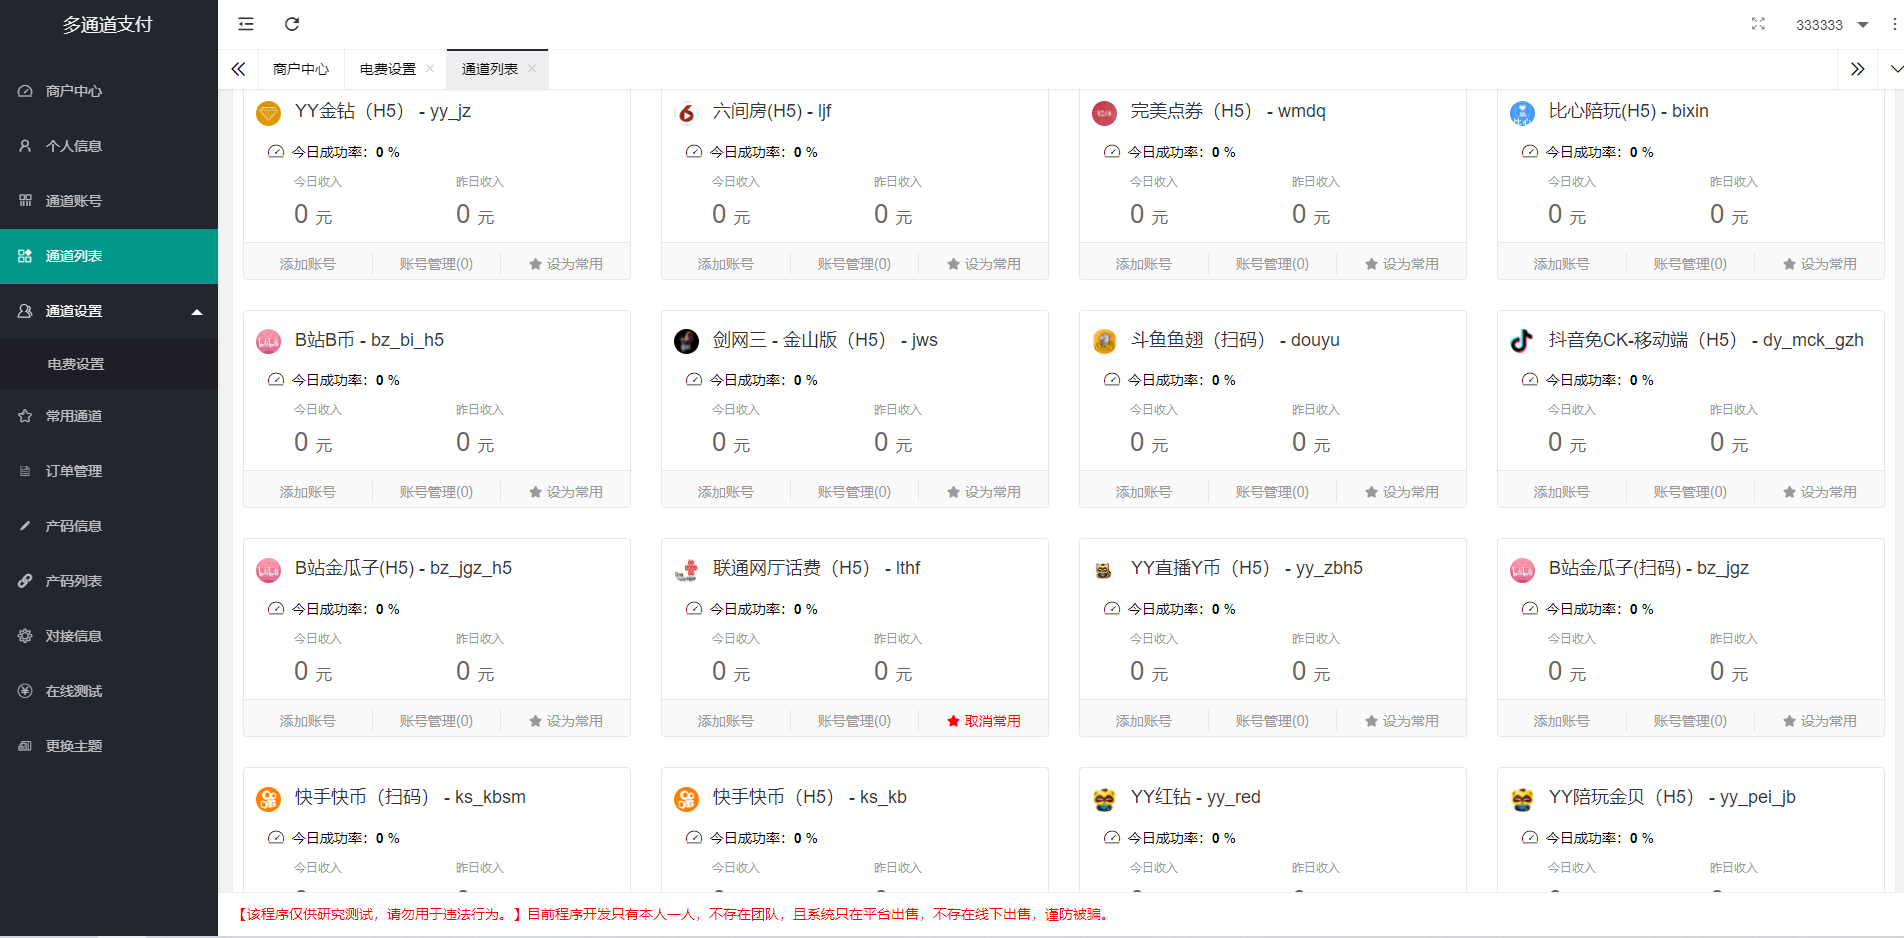 多通道支付
333333
商户中心
电费设置
通道列表
商户中心
个人信息
通道账号
通道列表
通道设置
电费设置
常用通道
订单管理
产码信息
产码列表
对接信息
在线测试
更换主题
YY金钻（H5） - yy_jz
今日成功率：0 %
今日收入 昨日收入
0 元 0 元
添加账号 账号管理(0) 设为常用
六间房(H5) - ljf
今日成功率：0 %
今日收入 昨日收入
0 元 0 元
添加账号 账号管理(0) 设为常用
完美点券（H5） - wmdq
今日成功率：0 %
今日收入 昨日收入
0 元 0 元
添加账号 账号管理(0) 设为常用
比心陪玩(H5) - bixin
今日成功率：0 %
今日收入 昨日收入
0 元 0 元
添加账号 账号管理(0) 设为常用
B站B币 - bz_bi_h5
今日成功率：0 %
今日收入 昨日收入
0 元 0 元
添加账号 账号管理(0) 设为常用
剑网三 - 金山版（H5） - jws
今日成功率：0 %
今日收入 昨日收入
0 元 0 元
添加账号 账号管理(0) 设为常用
斗鱼鱼翅（扫码） - douyu
今日成功率：0 %
今日收入 昨日收入
0 元 0 元
添加账号 账号管理(0) 设为常用
抖音免CK-移动端（H5） - dy_mck_gzh
今日成功率：0 %
今日收入 昨日收入
0 元 0 元
添加账号 账号管理(0) 设为常用
B站金瓜子(H5) - bz_jgz_h5
今日成功率：0 %
今日收入 昨日收入
0 元 0 元
添加账号 账号管理(0) 设为常用
联通网厅话费（H5） - lthf
今日成功率：0 %
今日收入 昨日收入
0 元 0 元
添加账号 账号管理(0) 取消常用
YY直播Y币（H5） - yy_zbh5
今日成功率：0 %
今日收入 昨日收入
0 元 0 元
添加账号 账号管理(0) 设为常用
B站金瓜子(扫码) - bz_jgz
今日成功率：0 %
今日收入 昨日收入
0 元 0 元
添加账号 账号管理(0) 设为常用
快手快币（扫码） - ks_kbsm
今日成功率：0 %
今日收入 昨日收入
快手快币（H5） - ks_kb
今日成功率：0 %
今日收入 昨日收入
YY红钻 - yy_red
今日成功率：0 %
今日收入 昨日收入
YY陪玩金贝（H5） - yy_pei_jb
今日成功率：0 %
今日收入 昨日收入
【该程序仅供研究测试，请勿用于违法行为。】目前程序开发只有本人一人，不存在团队，且系统只在平台出售，不存在线下出售，谨防被骗。